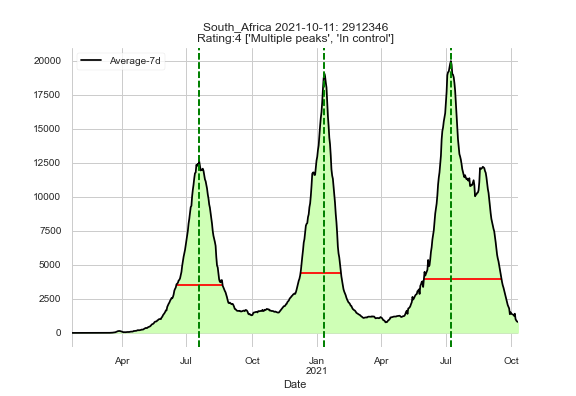 South_Africa 2021-10-11: 2912346
Rating:4 ['Multiple peaks', 'In control']
Average-7d
20000
17500
15000
12500
10000
7500
5000
2500
0
Apr Jul Oct Jan Apr Jul Oct
2021
Date